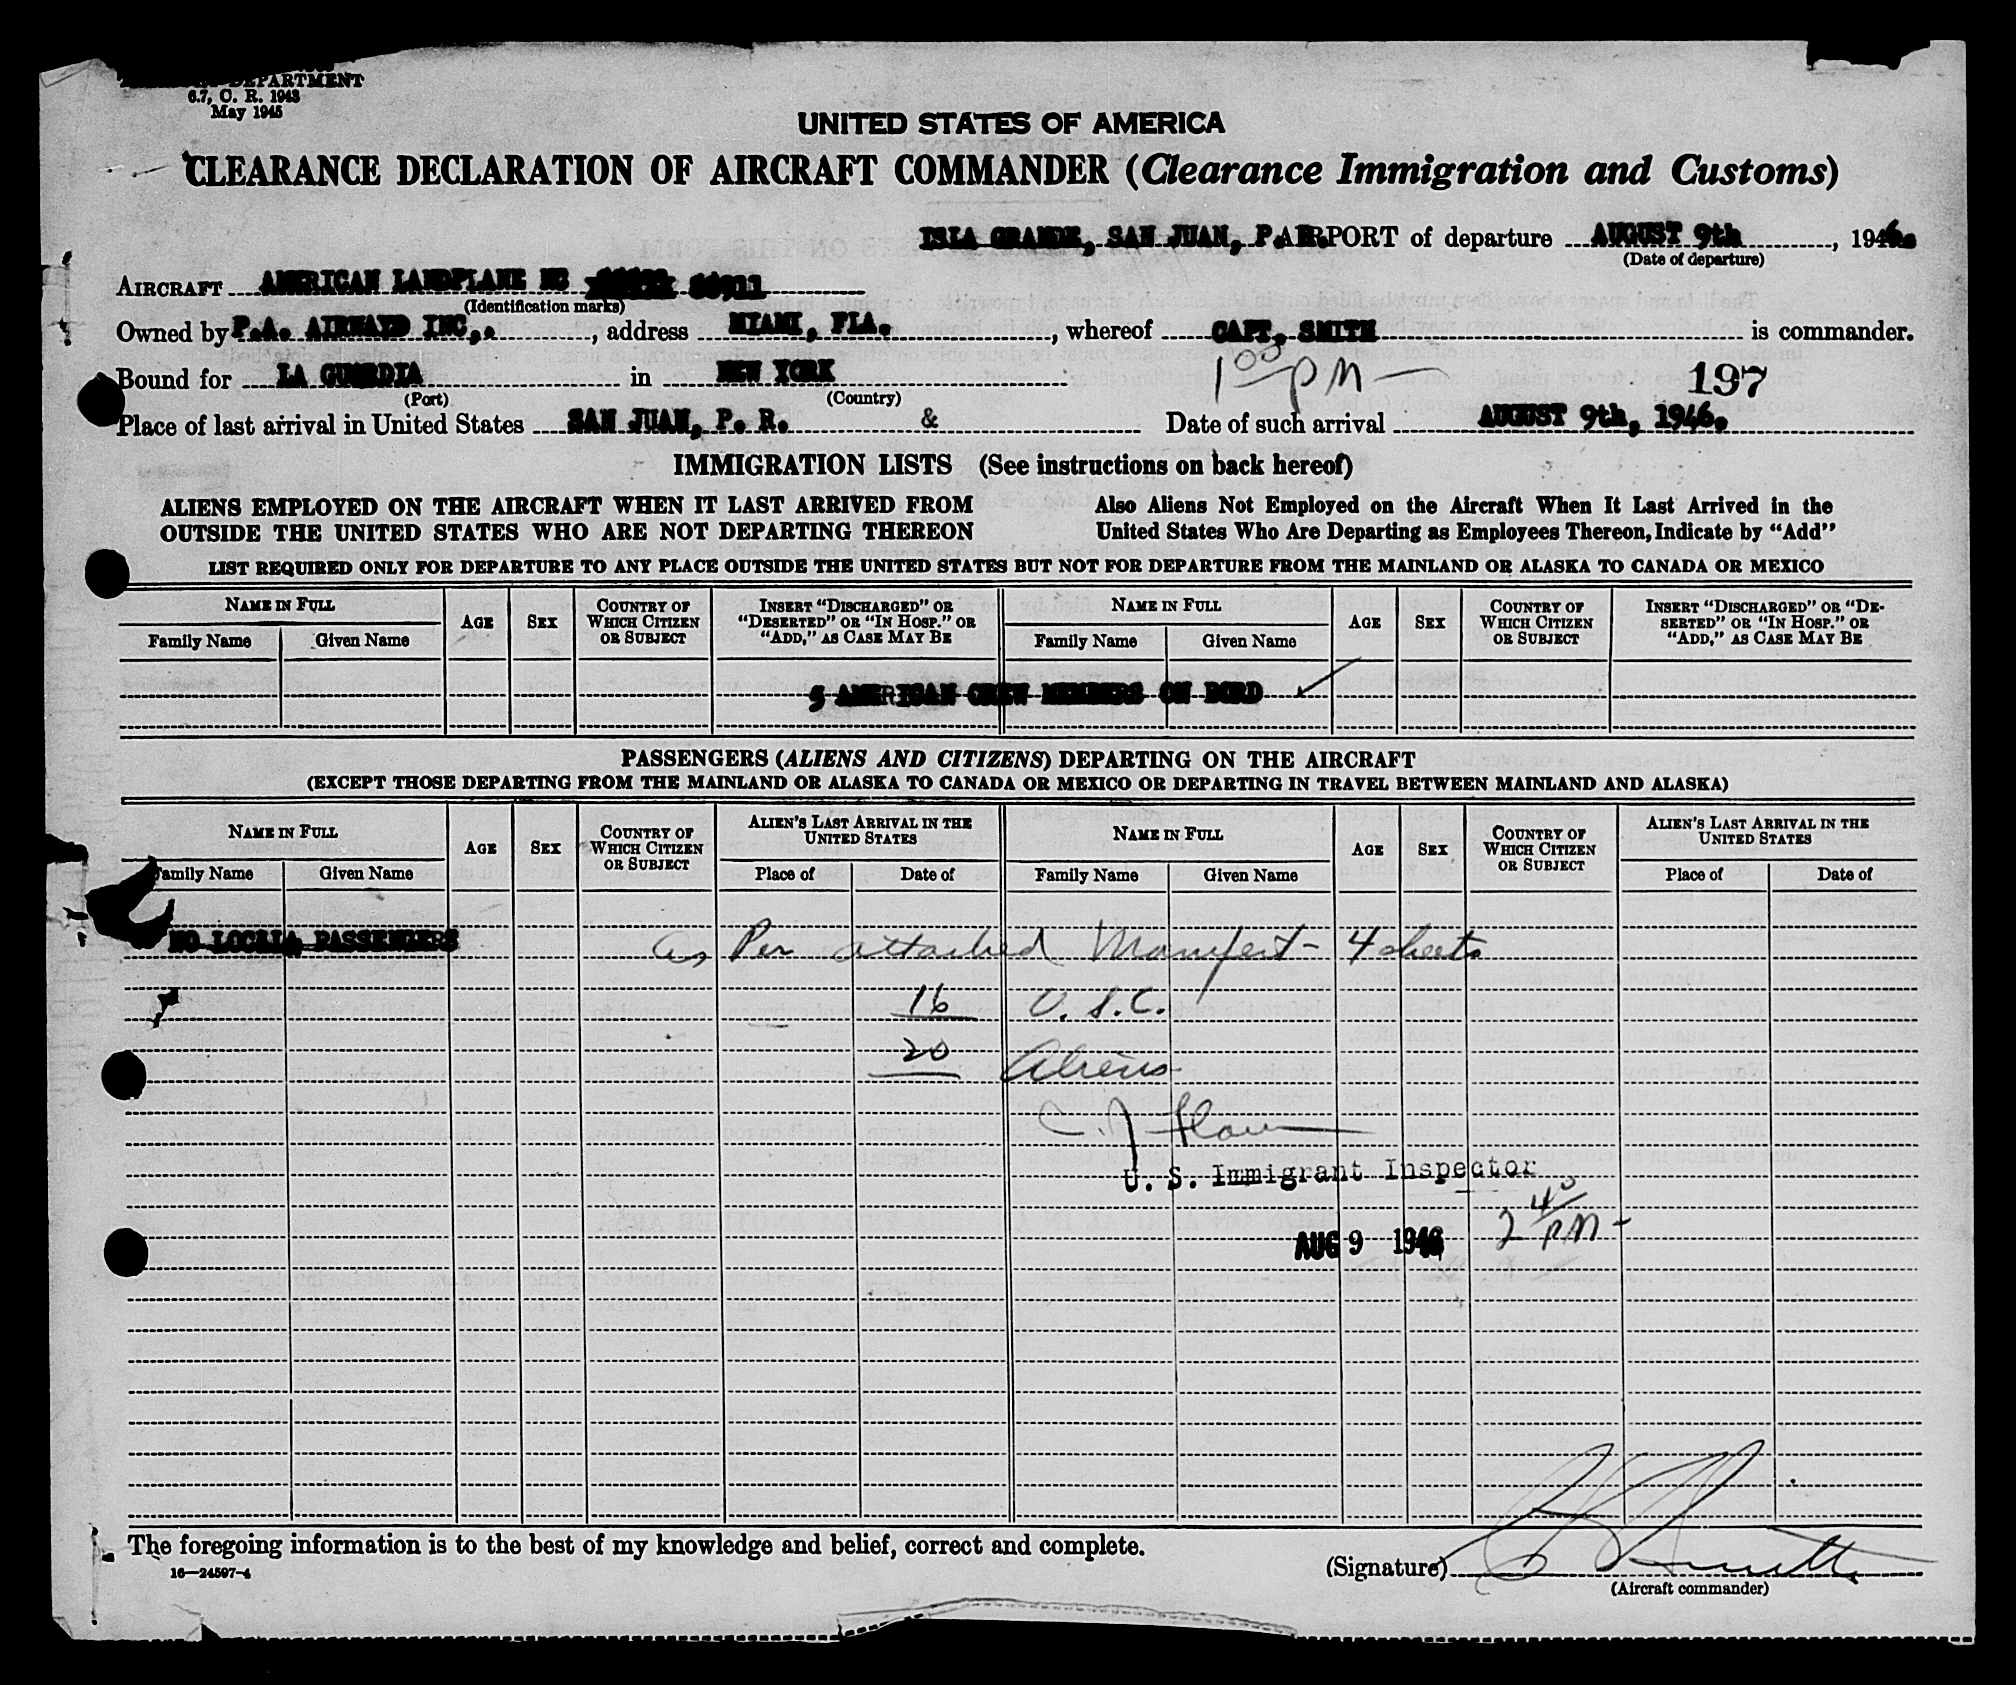 DEPARTMENT
6.7, C. R. 1943
May 1945
UNITED STATES OF AMERICA
CLEARANCE DECLARATION OF AIRCRAFT COMMANDER (Clearance Immigration and Customs)
ISLA GRANDE, SAN JUAN, P. R. AIRPORT of departure AUGUST 9th, 1946.
(Date of departure)
AIRCRAFT AMERICAN LANDPLANE NC 88911
(Identification marks)
Owned by P.A. AIRWAYS INC., address MIAMI, FLA., whereof CAPT. SMITH is commander.
1 00 PM — 197
Bound for LA GUARDIA in NEW YORK
(Port) (Country)
Place of last arrival in United States SAN JUAN, P. R. & Date of such arrival AUGUST 9th, 1946.
IMMIGRATION LISTS (See instructions on back hereof)
ALIENS EMPLOYED ON THE AIRCRAFT WHEN IT LAST ARRIVED FROM OUTSIDE THE UNITED STATES WHO ARE NOT DEPARTING THEREON
Also Aliens Not Employed on the Aircraft When It Last Arrived in the United States Who Are Departing as Employees Thereon, Indicate by "Add"
LIST REQUIRED ONLY FOR DEPARTURE TO ANY PLACE OUTSIDE THE UNITED STATES BUT NOT FOR DEPARTURE FROM THE MAINLAND OR ALASKA TO CANADA OR MEXICO
NAME IN FULL AGE SEX COUNTRY OF WHICH CITIZEN OR SUBJECT INSERT "DISCHARGED" OR "DESERTED" OR "IN HOSP." OR "ADD," AS CASE MAY BE NAME IN FULL AGE SEX COUNTRY OF WHICH CITIZEN OR SUBJECT INSERT "DISCHARGED" OR "DE-SERTED" OR "IN HOSP." OR "ADD," AS CASE MAY BE
Family Name Given Name Family Name Given Name
5 AMERICAN CREW MEMBERS ON BORD
PASSENGERS (ALIENS AND CITIZENS) DEPARTING ON THE AIRCRAFT
(EXCEPT THOSE DEPARTING FROM THE MAINLAND OR ALASKA TO CANADA OR MEXICO OR DEPARTING IN TRAVEL BETWEEN MAINLAND AND ALASKA)
NAME IN FULL AGE SEX COUNTRY OF WHICH CITIZEN OR SUBJECT ALIEN'S LAST ARRIVAL IN THE UNITED STATES NAME IN FULL AGE SEX COUNTRY OF WHICH CITIZEN OR SUBJECT ALIEN'S LAST ARRIVAL IN THE UNITED STATES
Family Name Given Name Place of Date of Family Name Given Name Place of Date of
NO LOCALA PASSENGERS as Per attached Manifest - 4 sheets
16 U.S.C.
20 Aliens
U. S. Immigrant Inspector
AUG 9 1946 2 40 PM -
The foregoing information is to the best of my knowledge and belief, correct and complete.
16—24597-4
(Signature) Smith
(Aircraft commander)